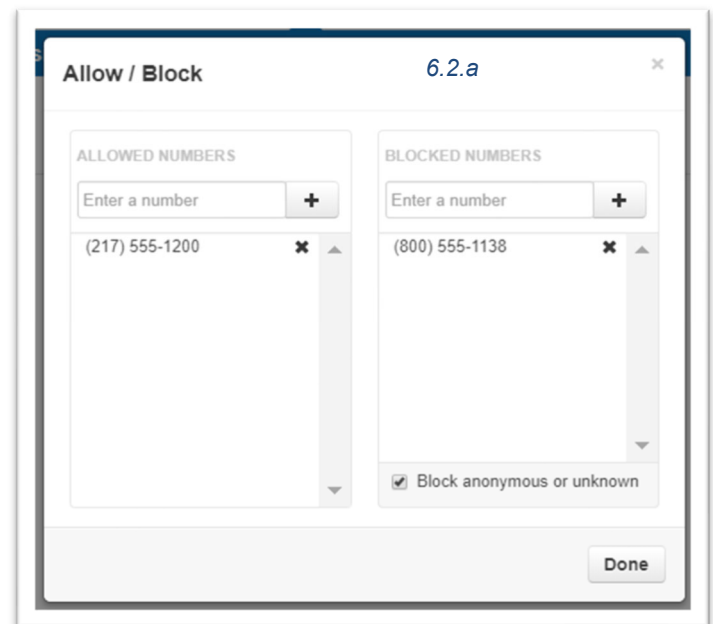 s
Allow / Block
6.2.a
×
ALLOWED NUMBERS
Enter a number
+
(217) 555-1200
✖
BLOCKED NUMBERS
Enter a number
+
(800) 555-1138
✖
Block anonymous or unknown
Done